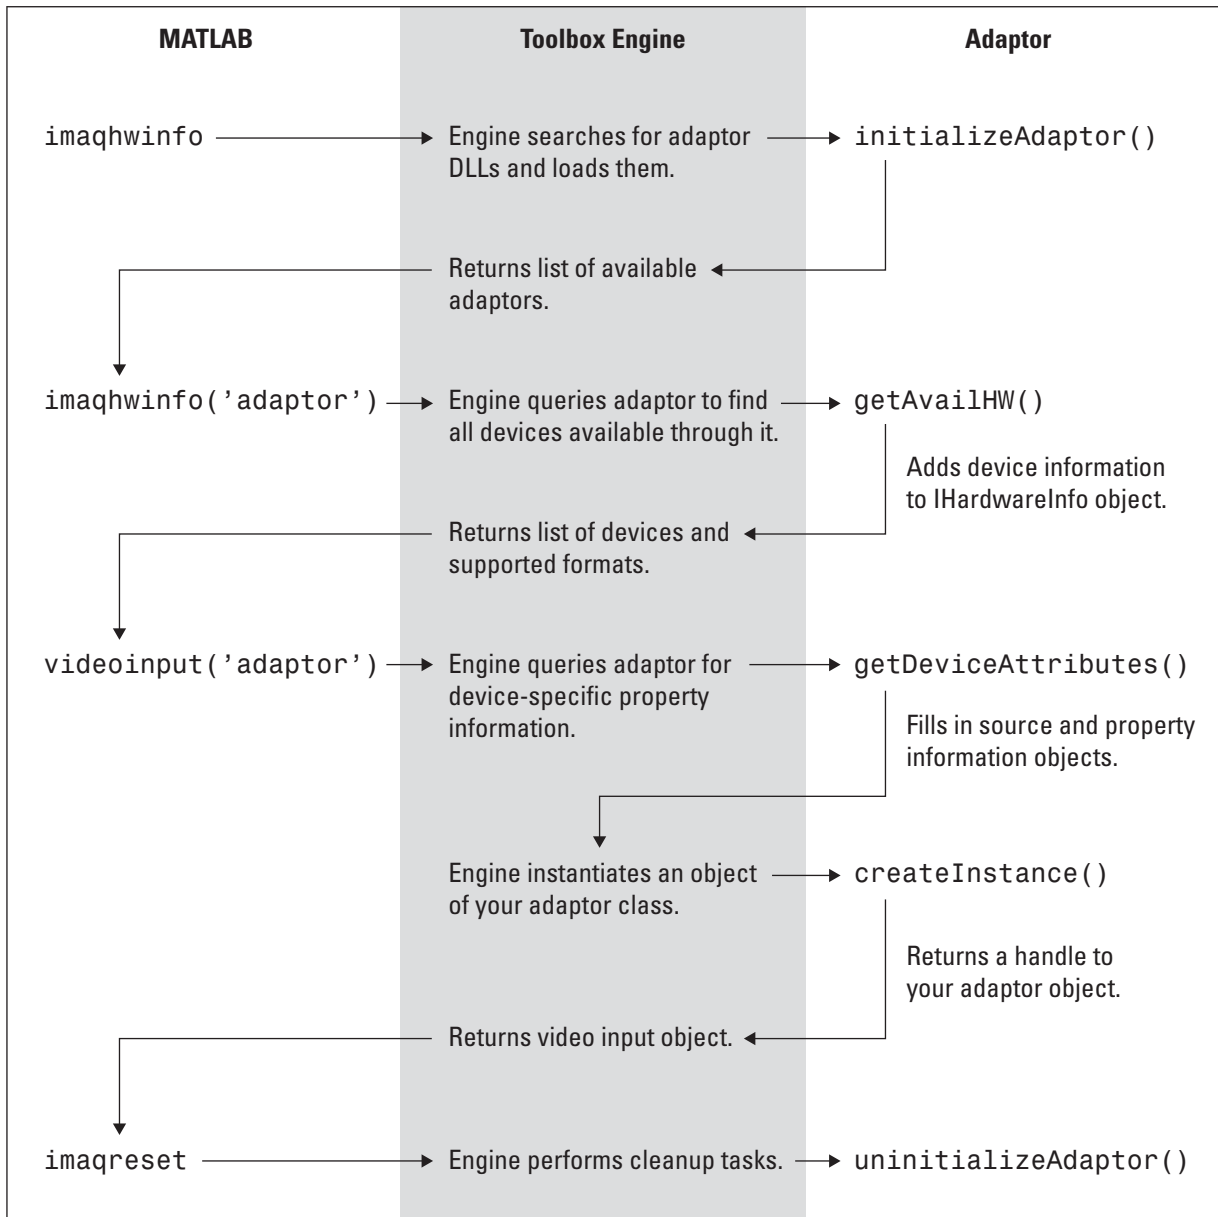 MATLAB
Toolbox Engine
Adaptor
imaqhwinfo
Engine searches for adaptor
DLLs and loads them.
initializeAdaptor()
Returns list of available
adaptors.
imaqhwinfo('adaptor')
Engine queries adaptor to find
all devices available through it.
getAvailHW()
Adds device information
to IHardwareInfo object.
Returns list of devices and
supported formats.
videoinput('adaptor')
Engine queries adaptor for
device-specific property
information.
getDeviceAttributes()
Fills in source and property
information objects.
Engine instantiates an object
of your adaptor class.
createInstance()
Returns a handle to
your adaptor object.
Returns video input object.
imaqreset
Engine performs cleanup tasks.
uninitializeAdaptor()